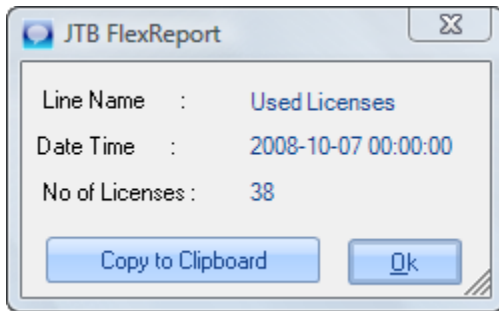 JTB FlexReport
Line Name : Used Licenses
Date Time : 2008-10-07 00:00:00
No of Licenses : 38
Copy to Clipboard Ok